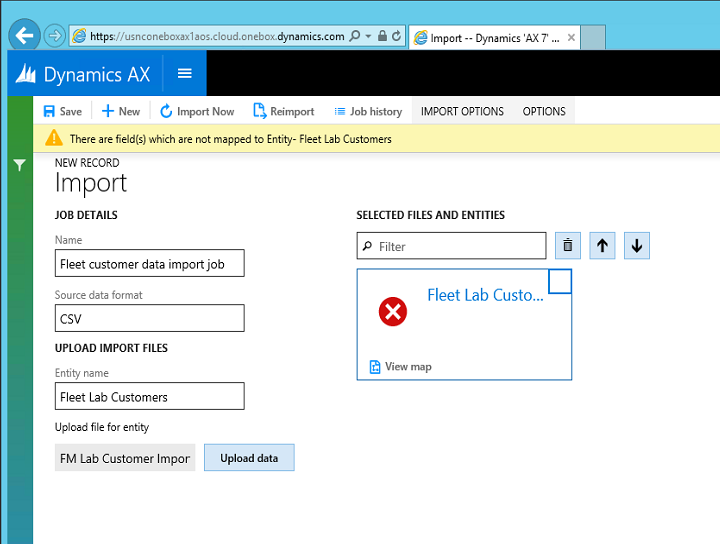 https://usnconeboxax1aos.cloud.onebox.dynamics.com
Import -- Dynamics 'AX 7' ...
Dynamics AX
Save
New
Import Now
Reimport
Job history
IMPORT OPTIONS
OPTIONS
There are field(s) which are not mapped to Entity- Fleet Lab Customers
NEW RECORD
Import
JOB DETAILS
Name
Fleet customer data import job
Source data format
CSV
UPLOAD IMPORT FILES
Entity name
Fleet Lab Customers
Upload file for entity
FM Lab Customer Impor
Upload data
SELECTED FILES AND ENTITIES
Filter
Fleet Lab Custo...
View map